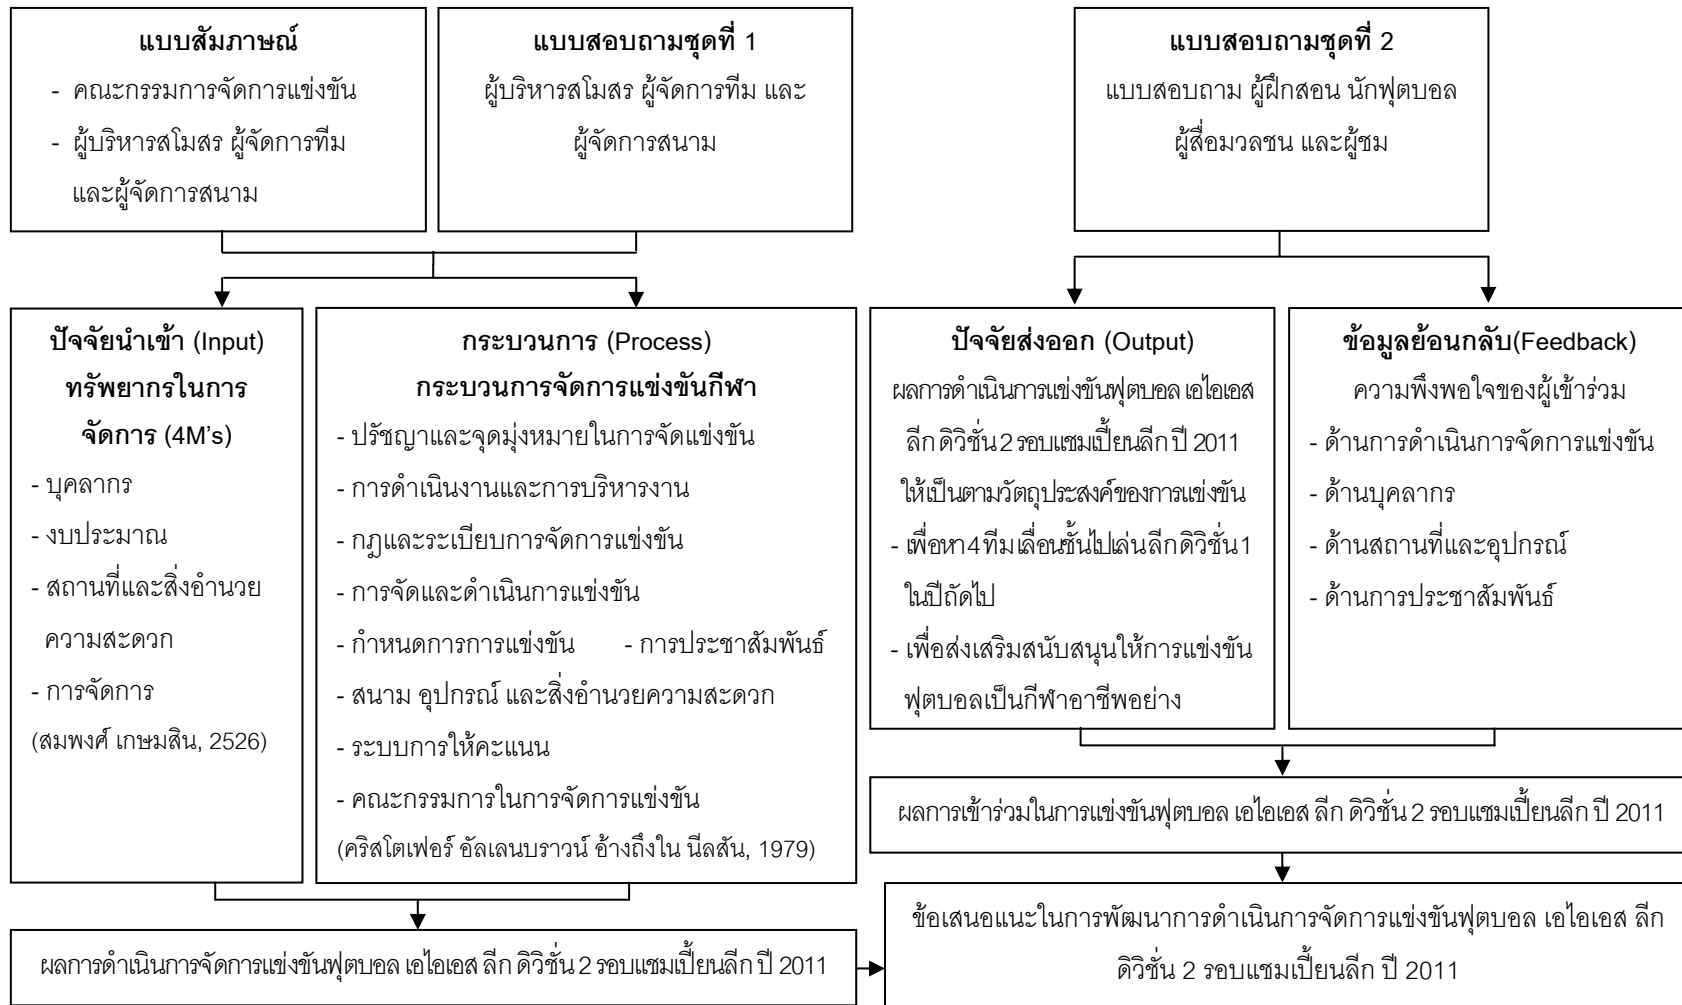 แบบสัมภาษณ์
- คณะกรรมการจัดการแข่งขัน
- ผู้บริหารสโมสร ผู้จัดการทีม
และผู้จัดการสนาม
แบบสอบถามชุดที่ 1
ผู้บริหารสโมสร ผู้จัดการทีม และ
ผู้จัดการสนาม
แบบสอบถามชุดที่ 2
แบบสอบถาม ผู้ฝึกสอน นักฟุตบอล
ผู้สื่อมวลชน และผู้ชม
ปัจจัยนำเข้า (Input)
ทรัพยากรในการ
จัดการ (4M's)
- บุคลากร
- งบประมาณ
- สถานที่และสิ่งอำนวย
ความสะดวก
- การจัดการ
(สมพงศ์ เกษมสิน, 2526)
กระบวนการ (Process)
กระบวนการจัดการแข่งขันกีฬา
- ปรัชญาและจุดมุ่งหมายในการจัดแข่งขัน
- การดำเนินงานและการบริหารงาน
- กฎและระเบียบการจัดการแข่งขัน
- การจัดและดำเนินการแข่งขัน
- กำหนดการการแข่งขัน - การประชาสัมพันธ์
- สนาม อุปกรณ์ และสิ่งอำนวยความสะดวก
- ระบบการให้คะแนน
- คณะกรรมการในการจัดการแข่งขัน
(คริสโตเฟอร์ อัลเลนบราวน์ อ้างถึงใน นีลสัน, 1979)
ปัจจัยส่งออก (Output)
ผลการดำเนินการแข่งขันฟุตบอล เอไอเอส
ลีก ดิวิชั่น 2 รอบแชมเปี้ยนลีก ปี 2011
ให้เป็นตามวัตถุประสงค์ของการแข่งขัน
- เพื่อหา 4 ทีม เลื่อนชั้นไปเล่น ลีกดิวิชั่น 1
ในปีถัดไป
- เพื่อส่งเสริมสนับสนุนให้การแข่งขัน
ฟุตบอลเป็นกีฬาอาชีพอย่าง
ข้อมูลย้อนกลับ(Feedback)
ความพึงพอใจของผู้เข้าร่วม
- ด้านการดำเนินการจัดการแข่งขัน
- ด้านบุคลากร
- ด้านสถานที่และอุปกรณ์
- ด้านการประชาสัมพันธ์
ผลการเข้าร่วมในการแข่งขันฟุตบอล เอไอเอส ลีก ดิวิชั่น 2 รอบแชมเปี้ยนลีก ปี 2011
ผลการดำเนินการจัดการแข่งขันฟุตบอล เอไอเอส ลีก ดิวิชั่น 2 รอบแชมเปี้ยนลีก ปี 2011
ข้อเสนอแนะในการพัฒนาการดำเนินการจัดการแข่งขันฟุตบอล เอไอเอส ลีก
ดิวิชั่น 2 รอบแชมเปี้ยนลีก ปี 2011